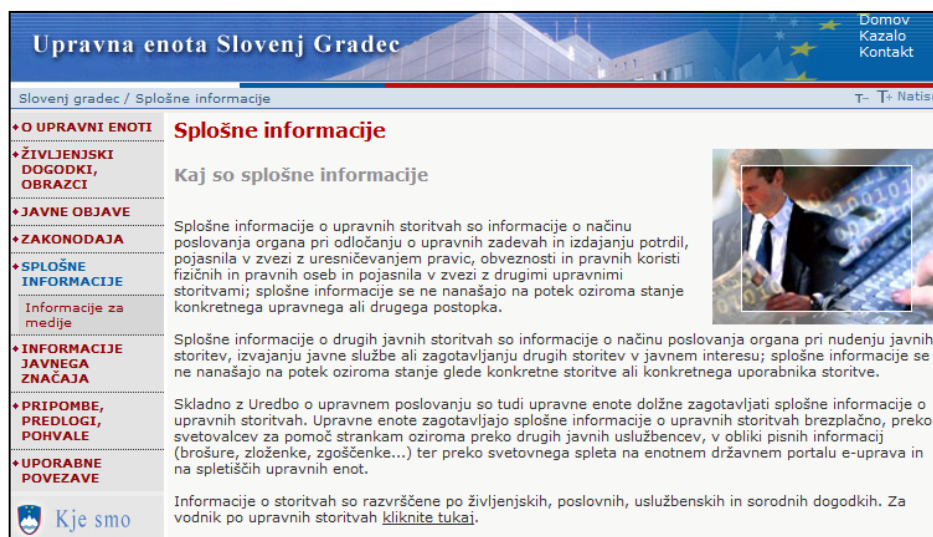 Upravna enota Slovenj Gradec
Domov
Kazalo
Kontakt
Slovenj gradec / Splošne informacije
T- T+
O UPRAVNI ENOTI
ŽIVLJENJSKI
DOGODKI,
OBRAZCI
JAVNE OBJAVE
ZAKONODAJA
SPLOŠNE
INFORMACIJE
Informacije za
medije
INFORMACIJE
JAVNEGA
ZNAČAJA
PRIPOMBE,
PREDLOGI,
POHVALE
UPORABNE
POVEZAVE
Kje smo
Splošne informacije
Kaj so splošne informacije
Splošne informacije o upravnih storitvah so informacije o načinu
poslovanja organa pri odločanju o upravnih zadevah in izdajanju potrdil,
pojasnila v zvezi z uresničevanjem pravic, obveznosti in pravnih koristi
fizičnih in pravnih oseb in pojasnila v zvezi z drugimi upravnimi
storitvami; splošne informacije se ne nanašajo na potek oziroma stanje
konkretnega upravnega ali drugega postopka.
Splošne informacije o drugih javnih storitvah so informacije o načinu poslovanja organa pri nudenju javnih
storitev, izvajanju javne službe ali zagotavljanju drugih storitev v javnem interesu; splošne informacije se
ne nanašajo na potek oziroma stanje glede konkretne storitve ali konkretnega uporabnika storitve.
Skladno z Uredbo o upravnem poslovanju so tudi upravne enote dolžne zagotavljati splošne informacije o
upravnih storitvah. Upravne enote zagotavljajo splošne informacije o upravnih storitvah brezplačno, preko
svetovalcev za pomoč strankam oziroma preko drugih javnih uslužbencev, v obliki pisnih informacij
(brošure, zloženke, zgoščenke...) ter preko svetovnega spleta na enotnem državnem portalu e-uprava in
na spletiščih upravnih enot.
Informacije o storitvah so razvrščene po življenjskih, poslovnih, uslužbenskih in sorodnih dogodkih. Za
vodnik po upravnih storitvah kliknite tukaj.